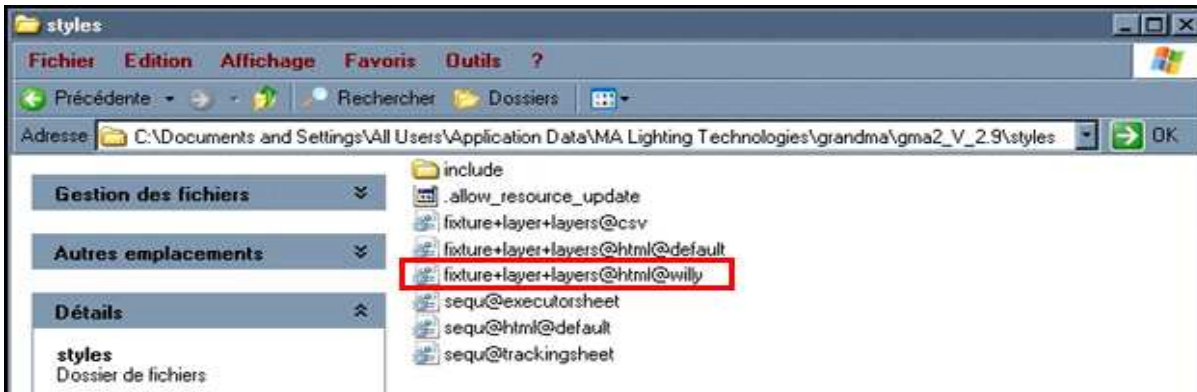 styles
Fichier Edition Affichage Favoris Outils ?
Précédente Rechercher Dossiers
Adresse C:\Documents and Settings\All Users\Application Data\MA Lighting Technologies\grandma\gma2_V_2.9\styles OK
Gestion des fichiers
Autres emplacements
Détails
styles
Dossier de fichiers
include
.allow_resource_update
fixture+layer+layers@csv
fixture+layer+layers@html@default
fixture+layer+layers@html@willy
sequ@executorsheet
sequ@html@default
sequ@trackingsheet